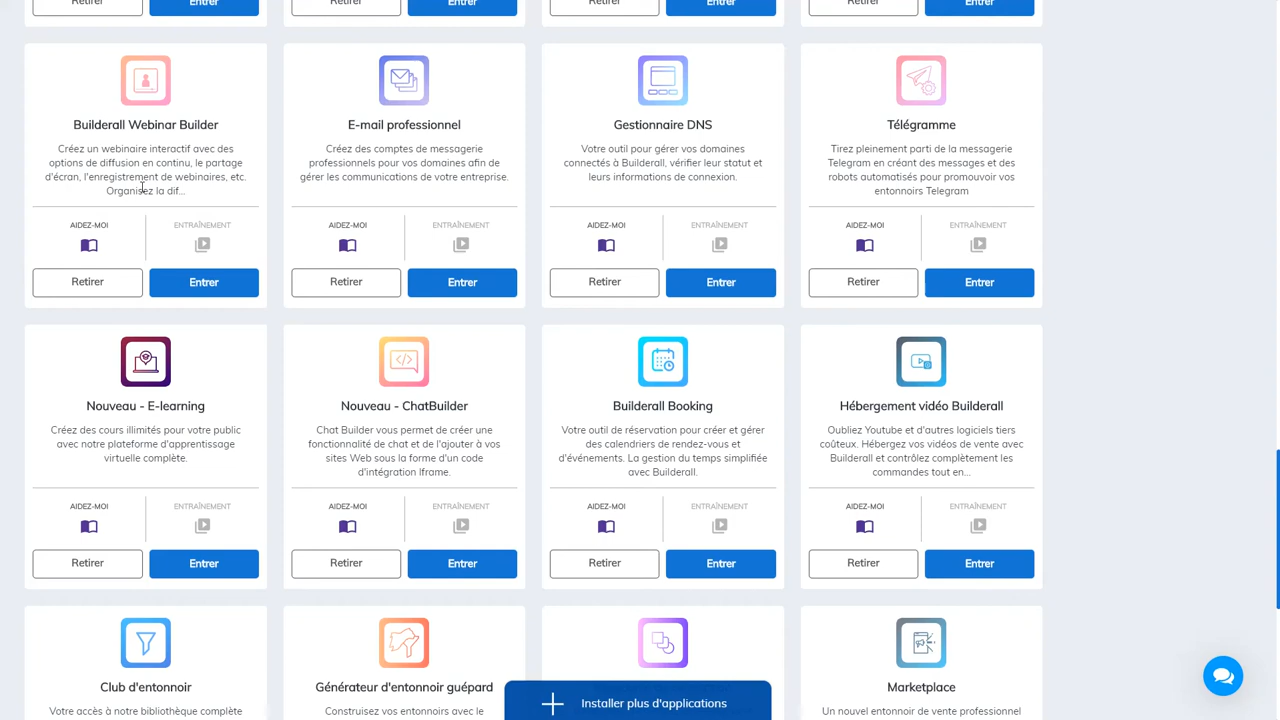 Retirer
Entrer
Retirer
Entrer
Retirer
Entrer
Retirer
Entrer
Builderall Webinar Builder
Créez un webinaire interactif avec des
options de diffusion en continu, le partage
d'écran, l'enregistrement de webinaires, etc.
Organisez la dif...
AIDEZ-MOI
ENTRAÎNEMENT
Retirer
Entrer
E-mail professionnel
Créez des comptes de messagerie
professionnels pour vos domaines afin de
gérer les communications de votre entreprise.
AIDEZ-MOI
ENTRAÎNEMENT
Retirer
Entrer
Gestionnaire DNS
Votre outil pour gérer vos domaines
connectés à Builderall, vérifier leur statut et
leurs informations de connexion.
AIDEZ-MOI
ENTRAÎNEMENT
Retirer
Entrer
Télégramme
Tirez pleinement parti de la messagerie
Telegram en créant des messages et des
robots automatisés pour promouvoir vos
entonnoirs Telegram
AIDEZ-MOI
ENTRAÎNEMENT
Retirer
Entrer
Nouveau - E-learning
Créez des cours illimités pour votre public
avec notre plateforme d'apprentissage
virtuelle complète.
AIDEZ-MOI
ENTRAÎNEMENT
Retirer
Entrer
Nouveau - ChatBuilder
Chat Builder vous permet de créer une
fonctionnalité de chat et de l'ajouter à vos
sites Web sous la forme d'un code
d'intégration Iframe.
AIDEZ-MOI
ENTRAÎNEMENT
Retirer
Entrer
Builderall Booking
Votre outil de réservation pour créer et gérer
des calendriers de rendez-vous et
d'événements. La gestion du temps simplifiée
avec Builderall.
AIDEZ-MOI
ENTRAÎNEMENT
Retirer
Entrer
Hébergement vidéo Builderall
Oubliez Youtube et d'autres logiciels tiers
coûteux. Hébergez vos vidéos de vente avec
Builderall et contrôlez complètement les
commandes tout en...
AIDEZ-MOI
ENTRAÎNEMENT
Retirer
Entrer
Club d'entonnoir
Votre accès à notre bibliothèque complète
Générateur d'entonnoir guépard
Construisez vos entonnoirs avec le
Marketplace
Un nouvel entonnoir de vente professionnel
Installer plus d'applications